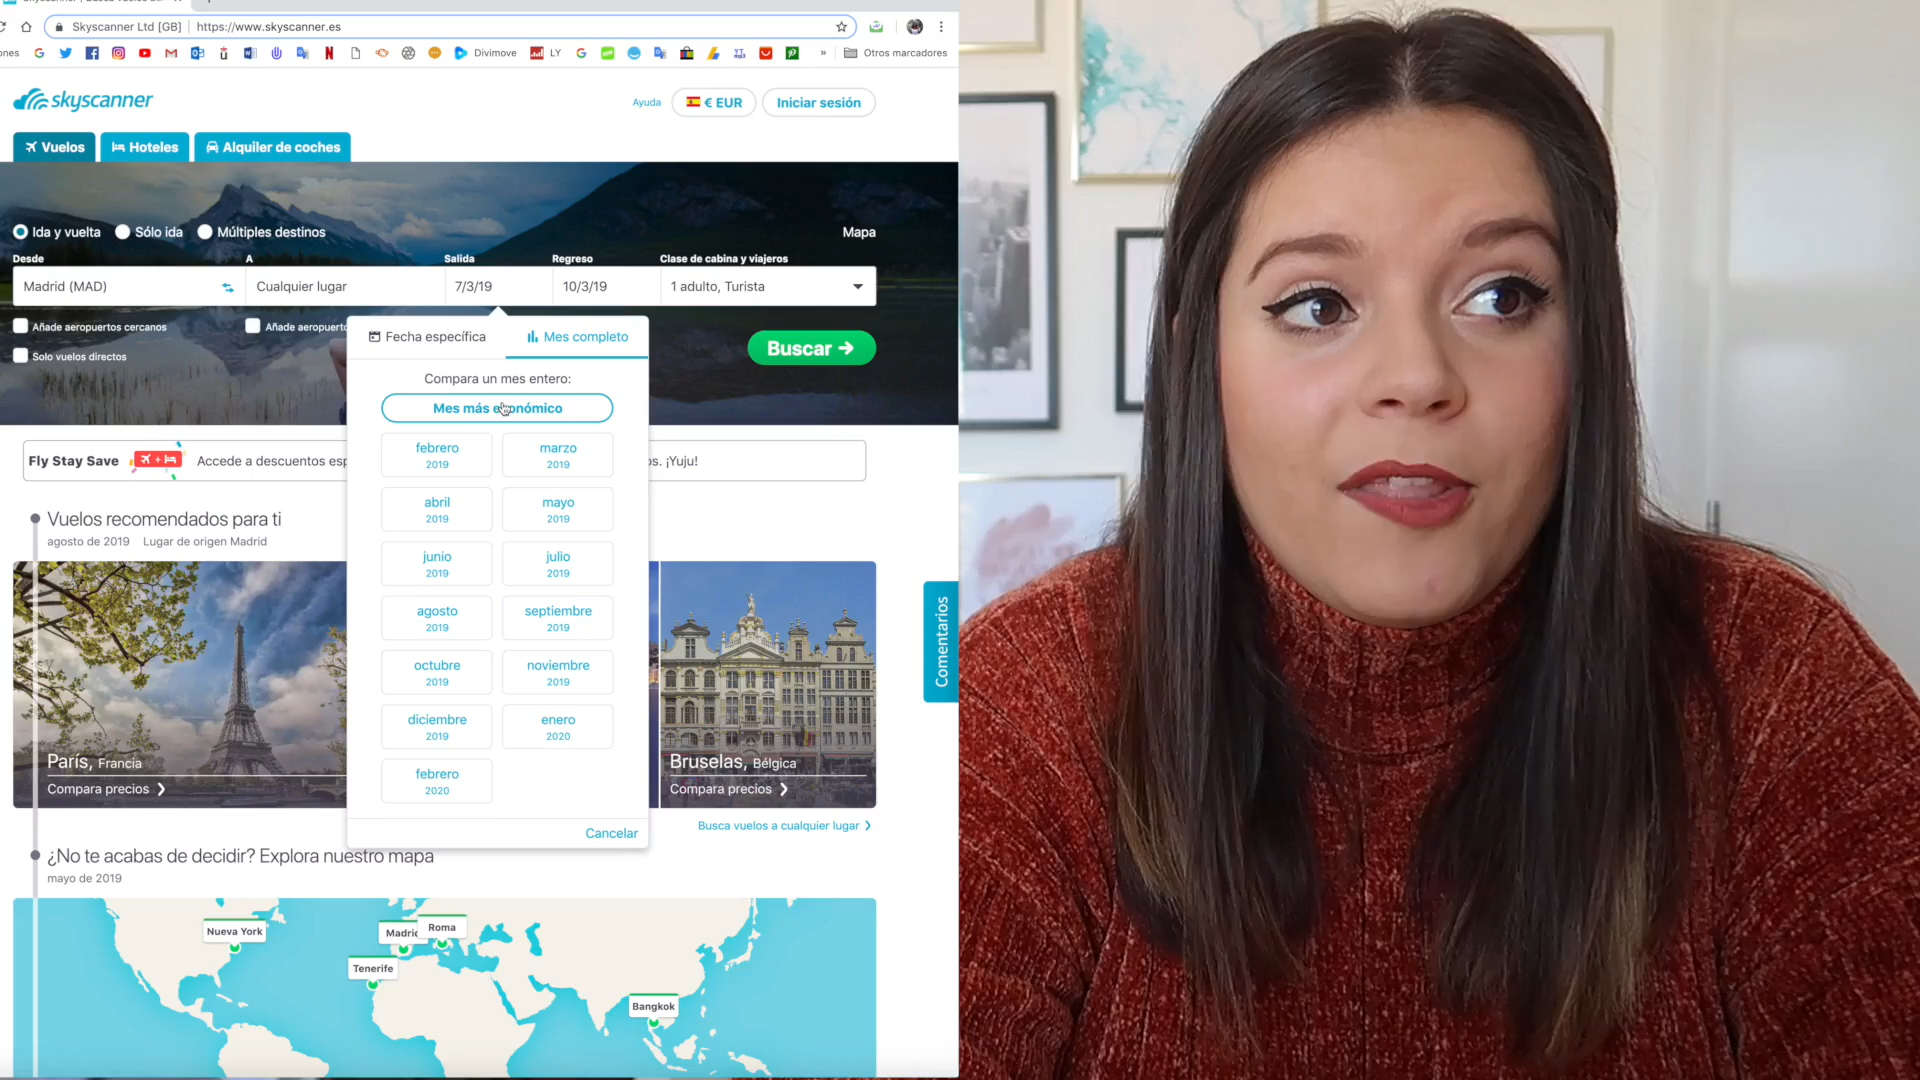 Skyscanner Ltd [GB] | https://www.skyscanner.es
Divimove
LY
Otros marcadores
skyscanner
Ayuda
€ EUR
Iniciar sesión
Vuelos
Hoteles
Alquiler de coches
Ida y vuelta
Sólo ida
Múltiples destinos
Mapa
Desde
A
Salida
Regreso
Clase de cabina y viajeros
Madrid (MAD)
Cualquier lugar
7/3/19
10/3/19
1 adulto, Turista
Añade aeropuertos cercanos
Añade aeropuerto
Solo vuelos directos
Fecha específica
Mes completo
Buscar
Compara un mes entero:
Mes más económico
febrero
2019
marzo
2019
abril
2019
mayo
2019
junio
2019
julio
2019
agosto
2019
septiembre
2019
octubre
2019
noviembre
2019
diciembre
2019
enero
2020
febrero
2020
Cancelar
Fly Stay Save
Accede a descuentos esp
os. ¡Yuju!
Vuelos recomendados para ti
agosto de 2019 Lugar de origen Madrid
París, Francia
Compara precios
Bruselas, Bélgica
Compara precios
Busca vuelos a cualquier lugar
Comentarios
¿No te acabas de decidir? Explora nuestro mapa
mayo de 2019
Nueva York
Madrid
Roma
Tenerife
Bangkok